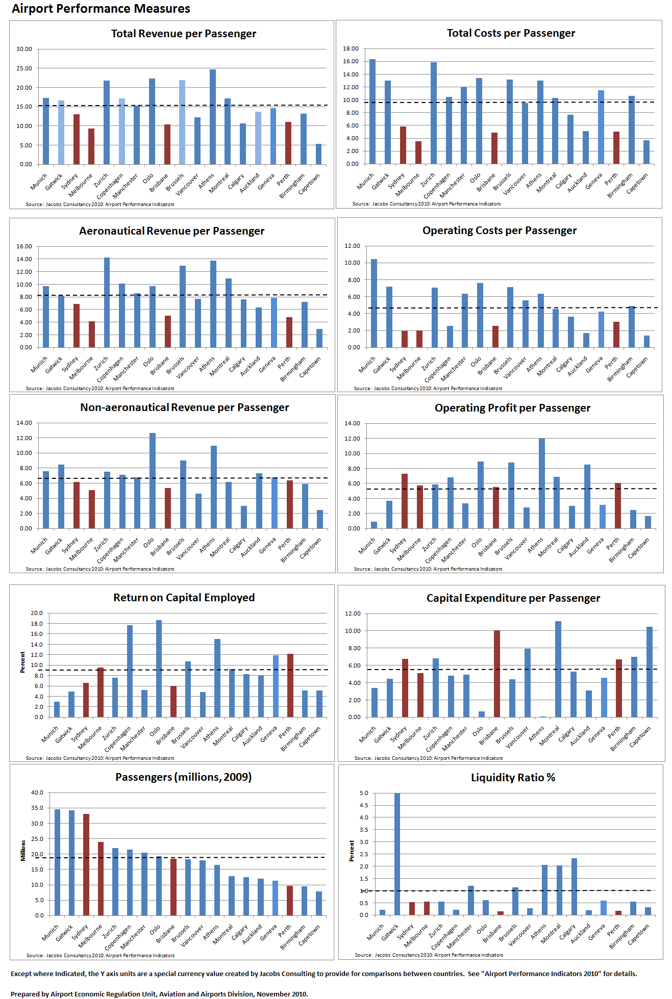 Airport Performance Measures
Total Revenue per Passenger
30.00
25.00
20.00
15.00
10.00
5.00
0.00
Munich
Gatwick
Sydney
Melbourne
Zurich
Copenhagen
Manchester
Oslo
Brisbane
Brussels
Vancouver
Athens
Montreal
Calgary
Auckland
Geneva
Perth
Birmingham
Capetown
Source: Jacobs Consultancy 2010: Airport Performance Indicators
Total Costs per Passenger
18.00
16.00
14.00
12.00
10.00
8.00
6.00
4.00
2.00
0.00
Munich
Gatwick
Sydney
Melbourne
Zurich
Copenhagen
Manchester
Oslo
Brisbane
Brussels
Vancouver
Athens
Montreal
Calgary
Auckland
Geneva
Perth
Birmingham
Capetown
Source: Jacobs Consultancy 2010: Airport Performance Indicators
Aeronautical Revenue per Passenger
16.00
14.00
12.00
10.00
8.00
6.00
4.00
2.00
0.00
Munich
Gatwick
Sydney
Melbourne
Zurich
Copenhagen
Manchester
Oslo
Brisbane
Brussels
Vancouver
Athens
Montreal
Calgary
Auckland
Geneva
Perth
Birmingham
Capetown
Source: Jacobs Consultancy 2010: Airport Performance Indicators
Operating Costs per Passenger
12.00
10.00
8.00
6.00
4.00
2.00
0.00
Munich
Gatwick
Sydney
Melbourne
Zurich
Copenhagen
Manchester
Oslo
Brisbane
Brussels
Vancouver
Athens
Montreal
Calgary
Auckland
Geneva
Perth
Birmingham
Capetown
Source: Jacobs Consultancy 2010: Airport Performance Indicators
Non-aeronautical Revenue per Passenger
14.00
12.00
10.00
8.00
6.00
4.00
2.00
0.00
Munich
Gatwick
Sydney
Melbourne
Zurich
Copenhagen
Manchester
Oslo
Brisbane
Brussels
Vancouver
Athens
Montreal
Calgary
Auckland
Geneva
Perth
Birmingham
Capetown
Source: Jacobs Consultancy 2010: Airport Performance Indicators
Operating Profit per Passenger
14.00
12.00
10.00
8.00
6.00
4.00
2.00
0.00
Munich
Gatwick
Sydney
Melbourne
Zurich
Copenhagen
Manchester
Oslo
Brisbane
Brussels
Vancouver
Athens
Montreal
Calgary
Auckland
Geneva
Perth
Birmingham
Capetown
Source: Jacobs Consultancy 2010: Airport Performance Indicators
Return on Capital Employed
Percent
20.0
18.0
16.0
14.0
12.0
10.0
8.0
6.0
4.0
2.0
0.0
Munich
Gatwick
Sydney
Melbourne
Zurich
Copenhagen
Manchester
Oslo
Brisbane
Brussels
Vancouver
Athens
Montreal
Calgary
Auckland
Geneva
Perth
Birmingham
Capetown
Source: Jacobs Consultancy 2010: Airport Performance Indicators
Capital Expenditure per Passenger
12.00
10.00
8.00
6.00
4.00
2.00
0.00
Munich
Gatwick
Sydney
Melbourne
Zurich
Copenhagen
Manchester
Oslo
Brisbane
Brussels
Vancouver
Athens
Montreal
Calgary
Auckland
Geneva
Perth
Birmingham
Capetown
Source: Jacobs Consultancy 2010: Airport Performance Indicators
Passengers (millions, 2009)
Millions
40.0
35.0
30.0
25.0
20.0
15.0
10.0
5.0
0.0
Munich
Gatwick
Sydney
Melbourne
Zurich
Copenhagen
Manchester
Oslo
Brisbane
Brussels
Vancouver
Athens
Montreal
Calgary
Auckland
Geneva
Perth
Birmingham
Capetown
Source: Jacobs Consultancy 2010: Airport Performance Indicators
Liquidity Ratio %
Percent
5.0
4.5
4.0
3.5
3.0
2.5
2.0
1.5
1.0
0.5
0.0
Munich
Gatwick
Sydney
Melbourne
Zurich
Copenhagen
Manchester
Oslo
Brisbane
Brussels
Vancouver
Athens
Montreal
Calgary
Auckland
Geneva
Perth
Birmingham
Capetown
Source: Jacobs Consultancy 2010: Airport Performance Indicators
Except where Indicated, the Y axis units are a special currency value created by Jacobs Consulting to provide for comparisons between countries. See "Airport Performance Indicators 2010" for details.
Prepared by Airport Economic Regulation Unit, Aviation and Airports Division, November 2010.